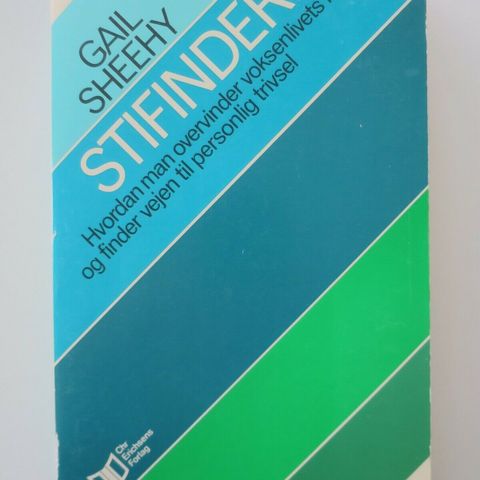 GAIL
SHEEHY
STIFINDER
Hvordan man overvinder voksenlivets
og finder vejen til personlig trivsel
Chr
Erichsens
Forlag